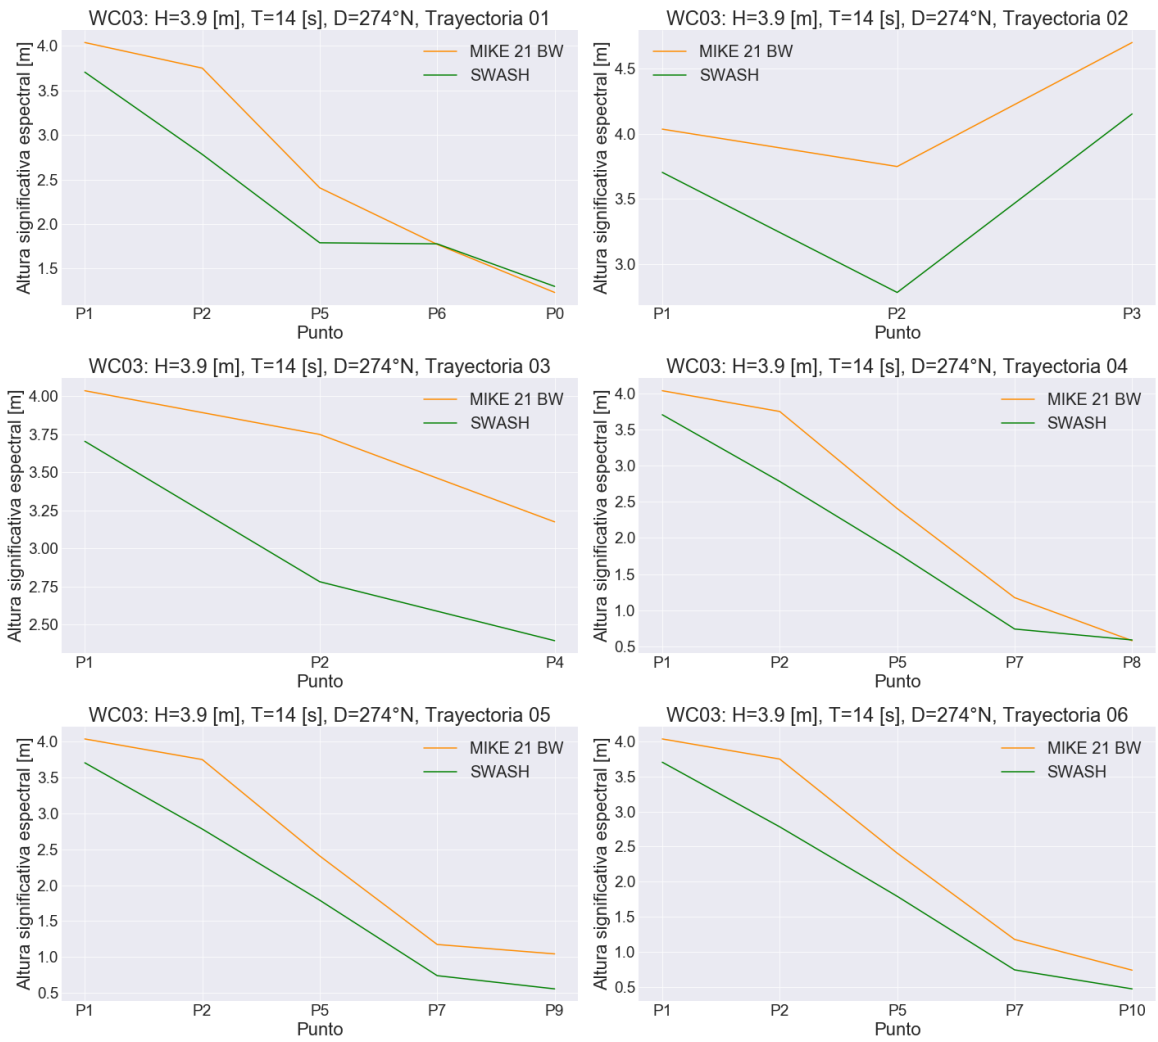 WC03: H=3.9 [m], T=14 [s], D=274°N, Trayectoria 01
Altura significativa espectral [m]
4.0
3.5
3.0
2.5
2.0
1.5
MIKE 21 BW
SWASH
P1 P2 P5 P6 P0
Punto
WC03: H=3.9 [m], T=14 [s], D=274°N, Trayectoria 02
Altura significativa espectral [m]
4.5
4.0
3.5
3.0
MIKE 21 BW
SWASH
P1 P2 P3
Punto
WC03: H=3.9 [m], T=14 [s], D=274°N, Trayectoria 03
Altura significativa espectral [m]
4.00
3.75
3.50
3.25
3.00
2.75
2.50
MIKE 21 BW
SWASH
P1 P2 P4
Punto
WC03: H=3.9 [m], T=14 [s], D=274°N, Trayectoria 04
Altura significativa espectral [m]
4.0
3.5
3.0
2.5
2.0
1.5
1.0
0.5
MIKE 21 BW
SWASH
P1 P2 P5 P7 P8
Punto
WC03: H=3.9 [m], T=14 [s], D=274°N, Trayectoria 05
Altura significativa espectral [m]
4.0
3.5
3.0
2.5
2.0
1.5
1.0
0.5
MIKE 21 BW
SWASH
P1 P2 P5 P7 P9
Punto
WC03: H=3.9 [m], T=14 [s], D=274°N, Trayectoria 06
Altura significativa espectral [m]
4.0
3.5
3.0
2.5
2.0
1.5
1.0
0.5
MIKE 21 BW
SWASH
P1 P2 P5 P7 P10
Punto